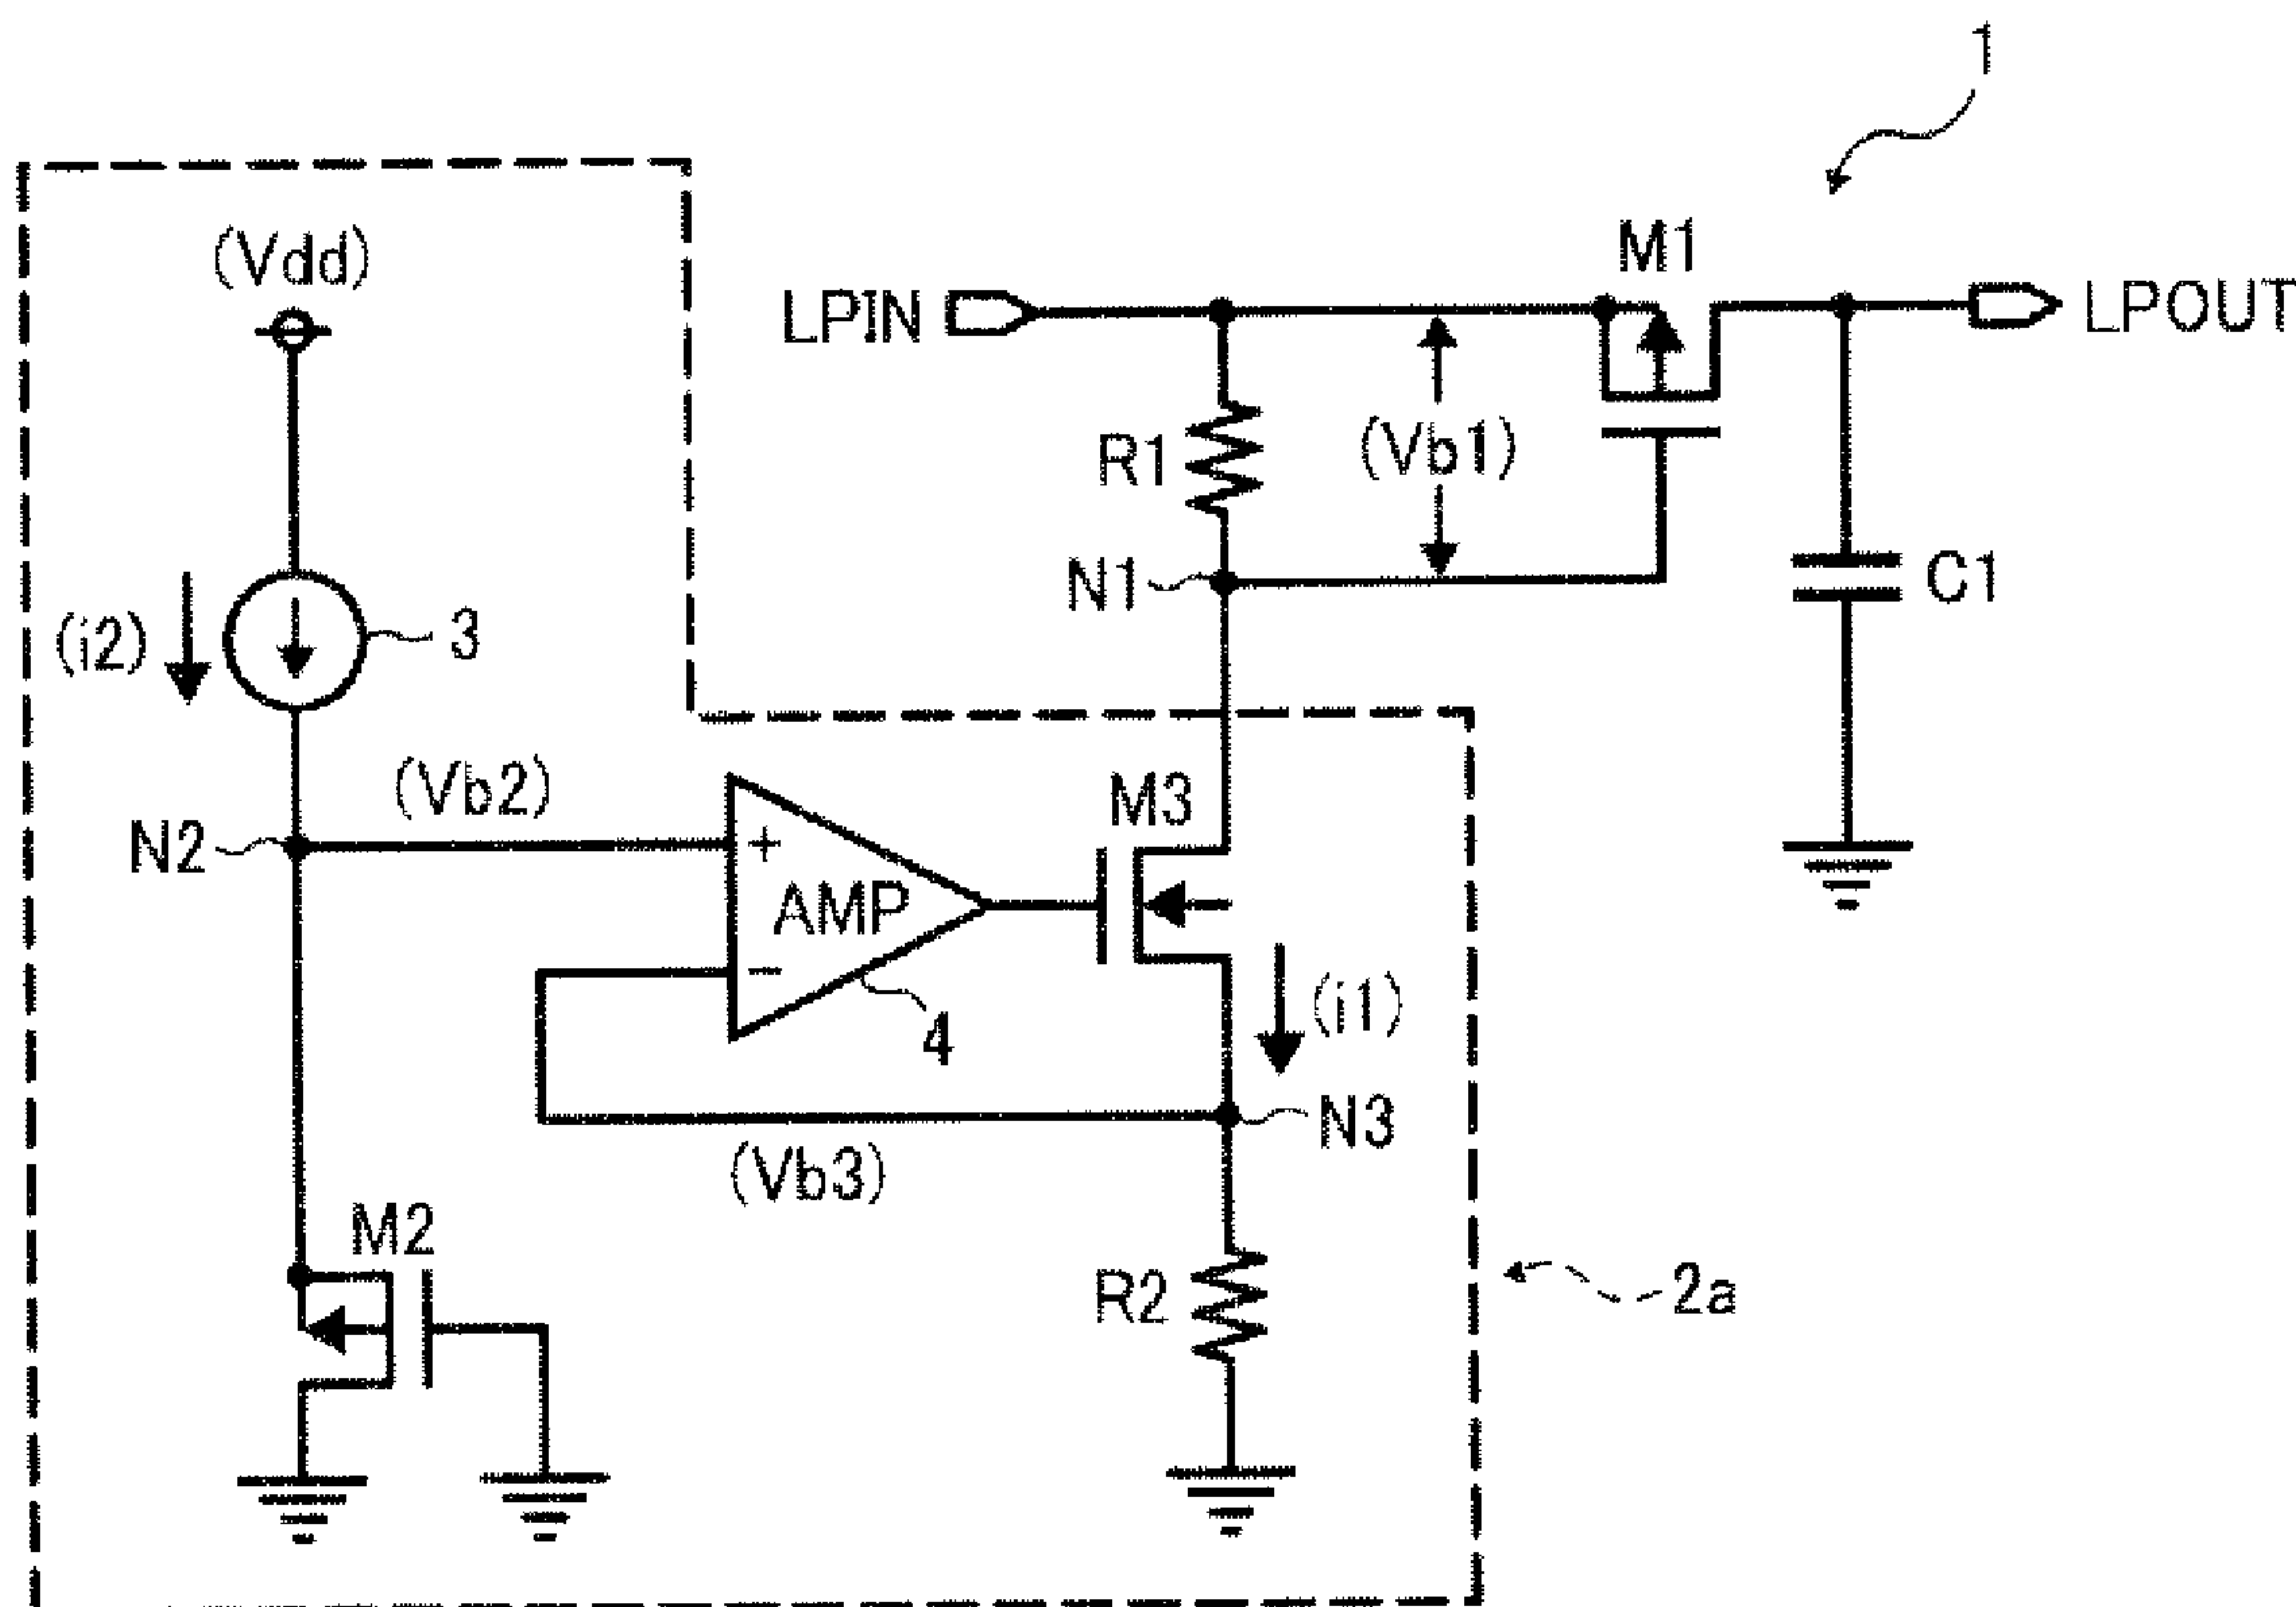 1
(Vdd)
M1
LPIN
LPOUT
R1
(Vb1)
N1
C1
(i2)
3
(Vb2)
M3
N2
+
AMP
−
(i1)
4
N3
(Vb3)
M2
R2
2a